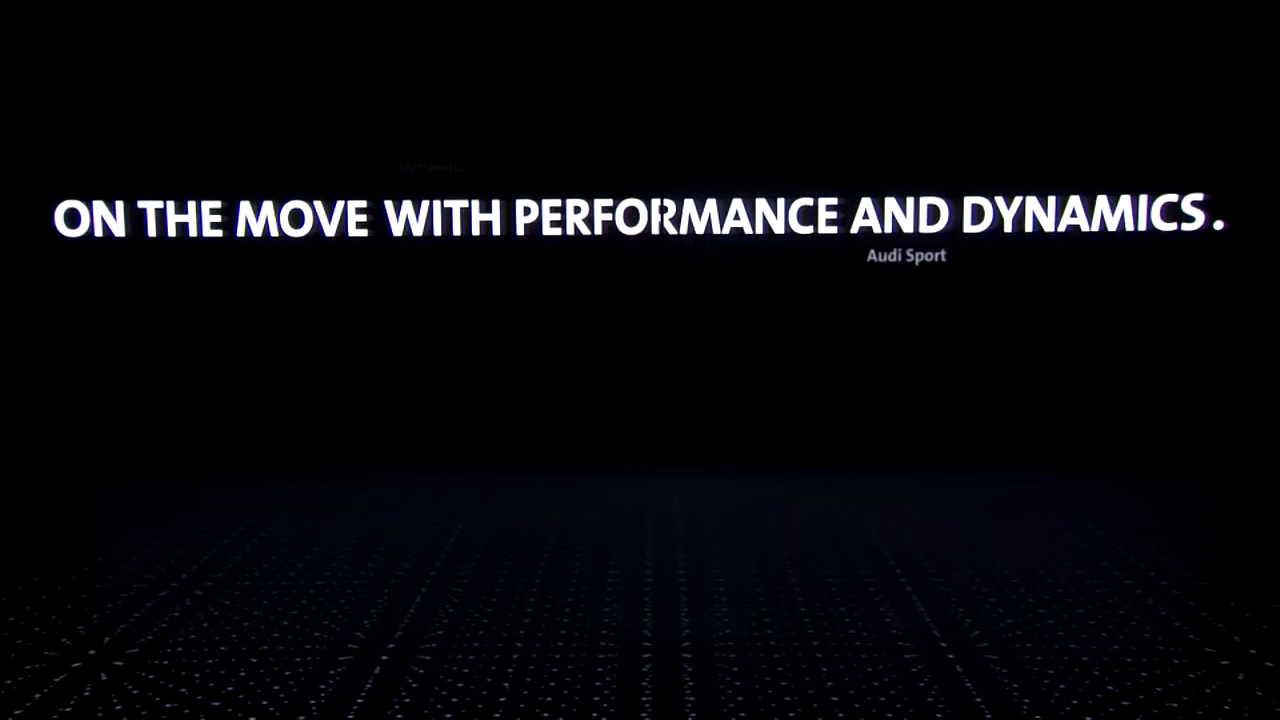 ON THE MOVE WITH PERFORMANCE AND DYNAMICS.
Audi Sport